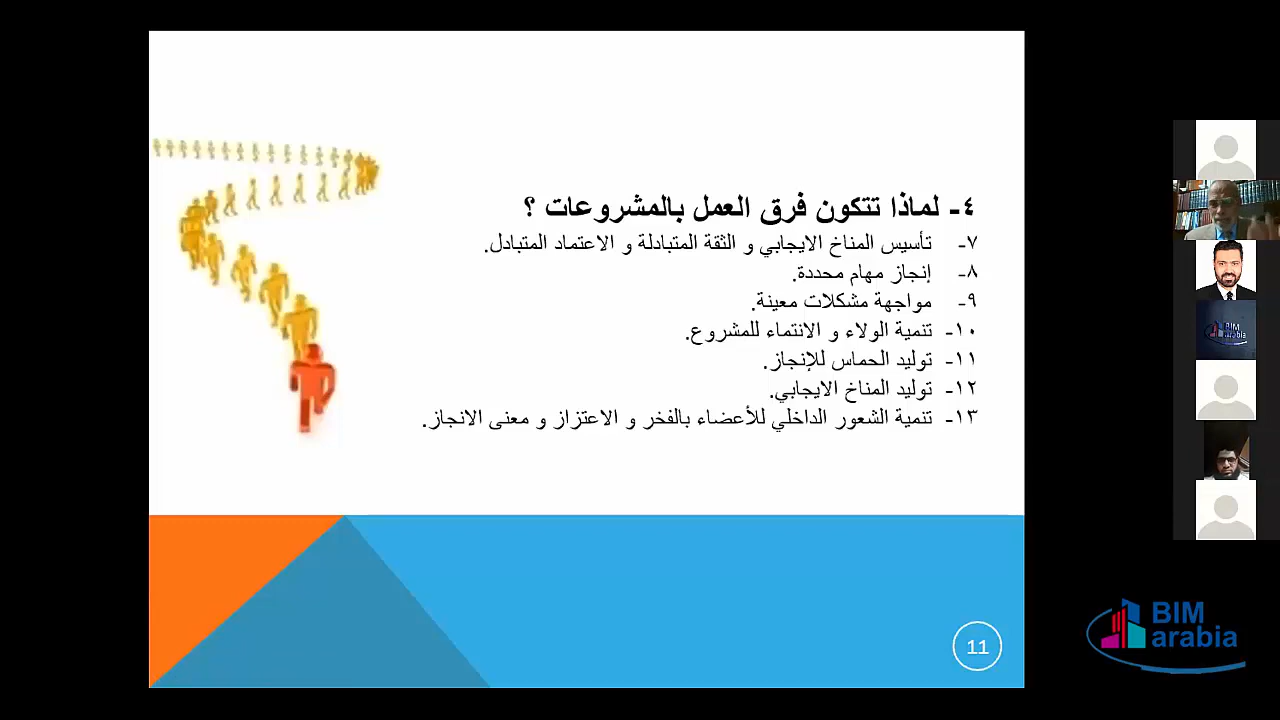 ٤- لماذا تتكون فرق العمل بالمشروعات ؟
٧- تأسيس المناخ الايجابي و الثقة المتبادلة و الاعتماد المتبادل.
٨- إنجاز مهام محددة.
٩- مواجهة مشكلات معينة.
١٠- تنمية الولاء و الانتماء للمشروع.
١١- توليد الحماس للإنجاز.
١٢- توليد المناخ الايجابي.
١٣- تنمية الشعور الداخلي للأعضاء بالفخر و الاعتزاز و معنى الانجاز.
11
BIM
arabia
BIM
arabia